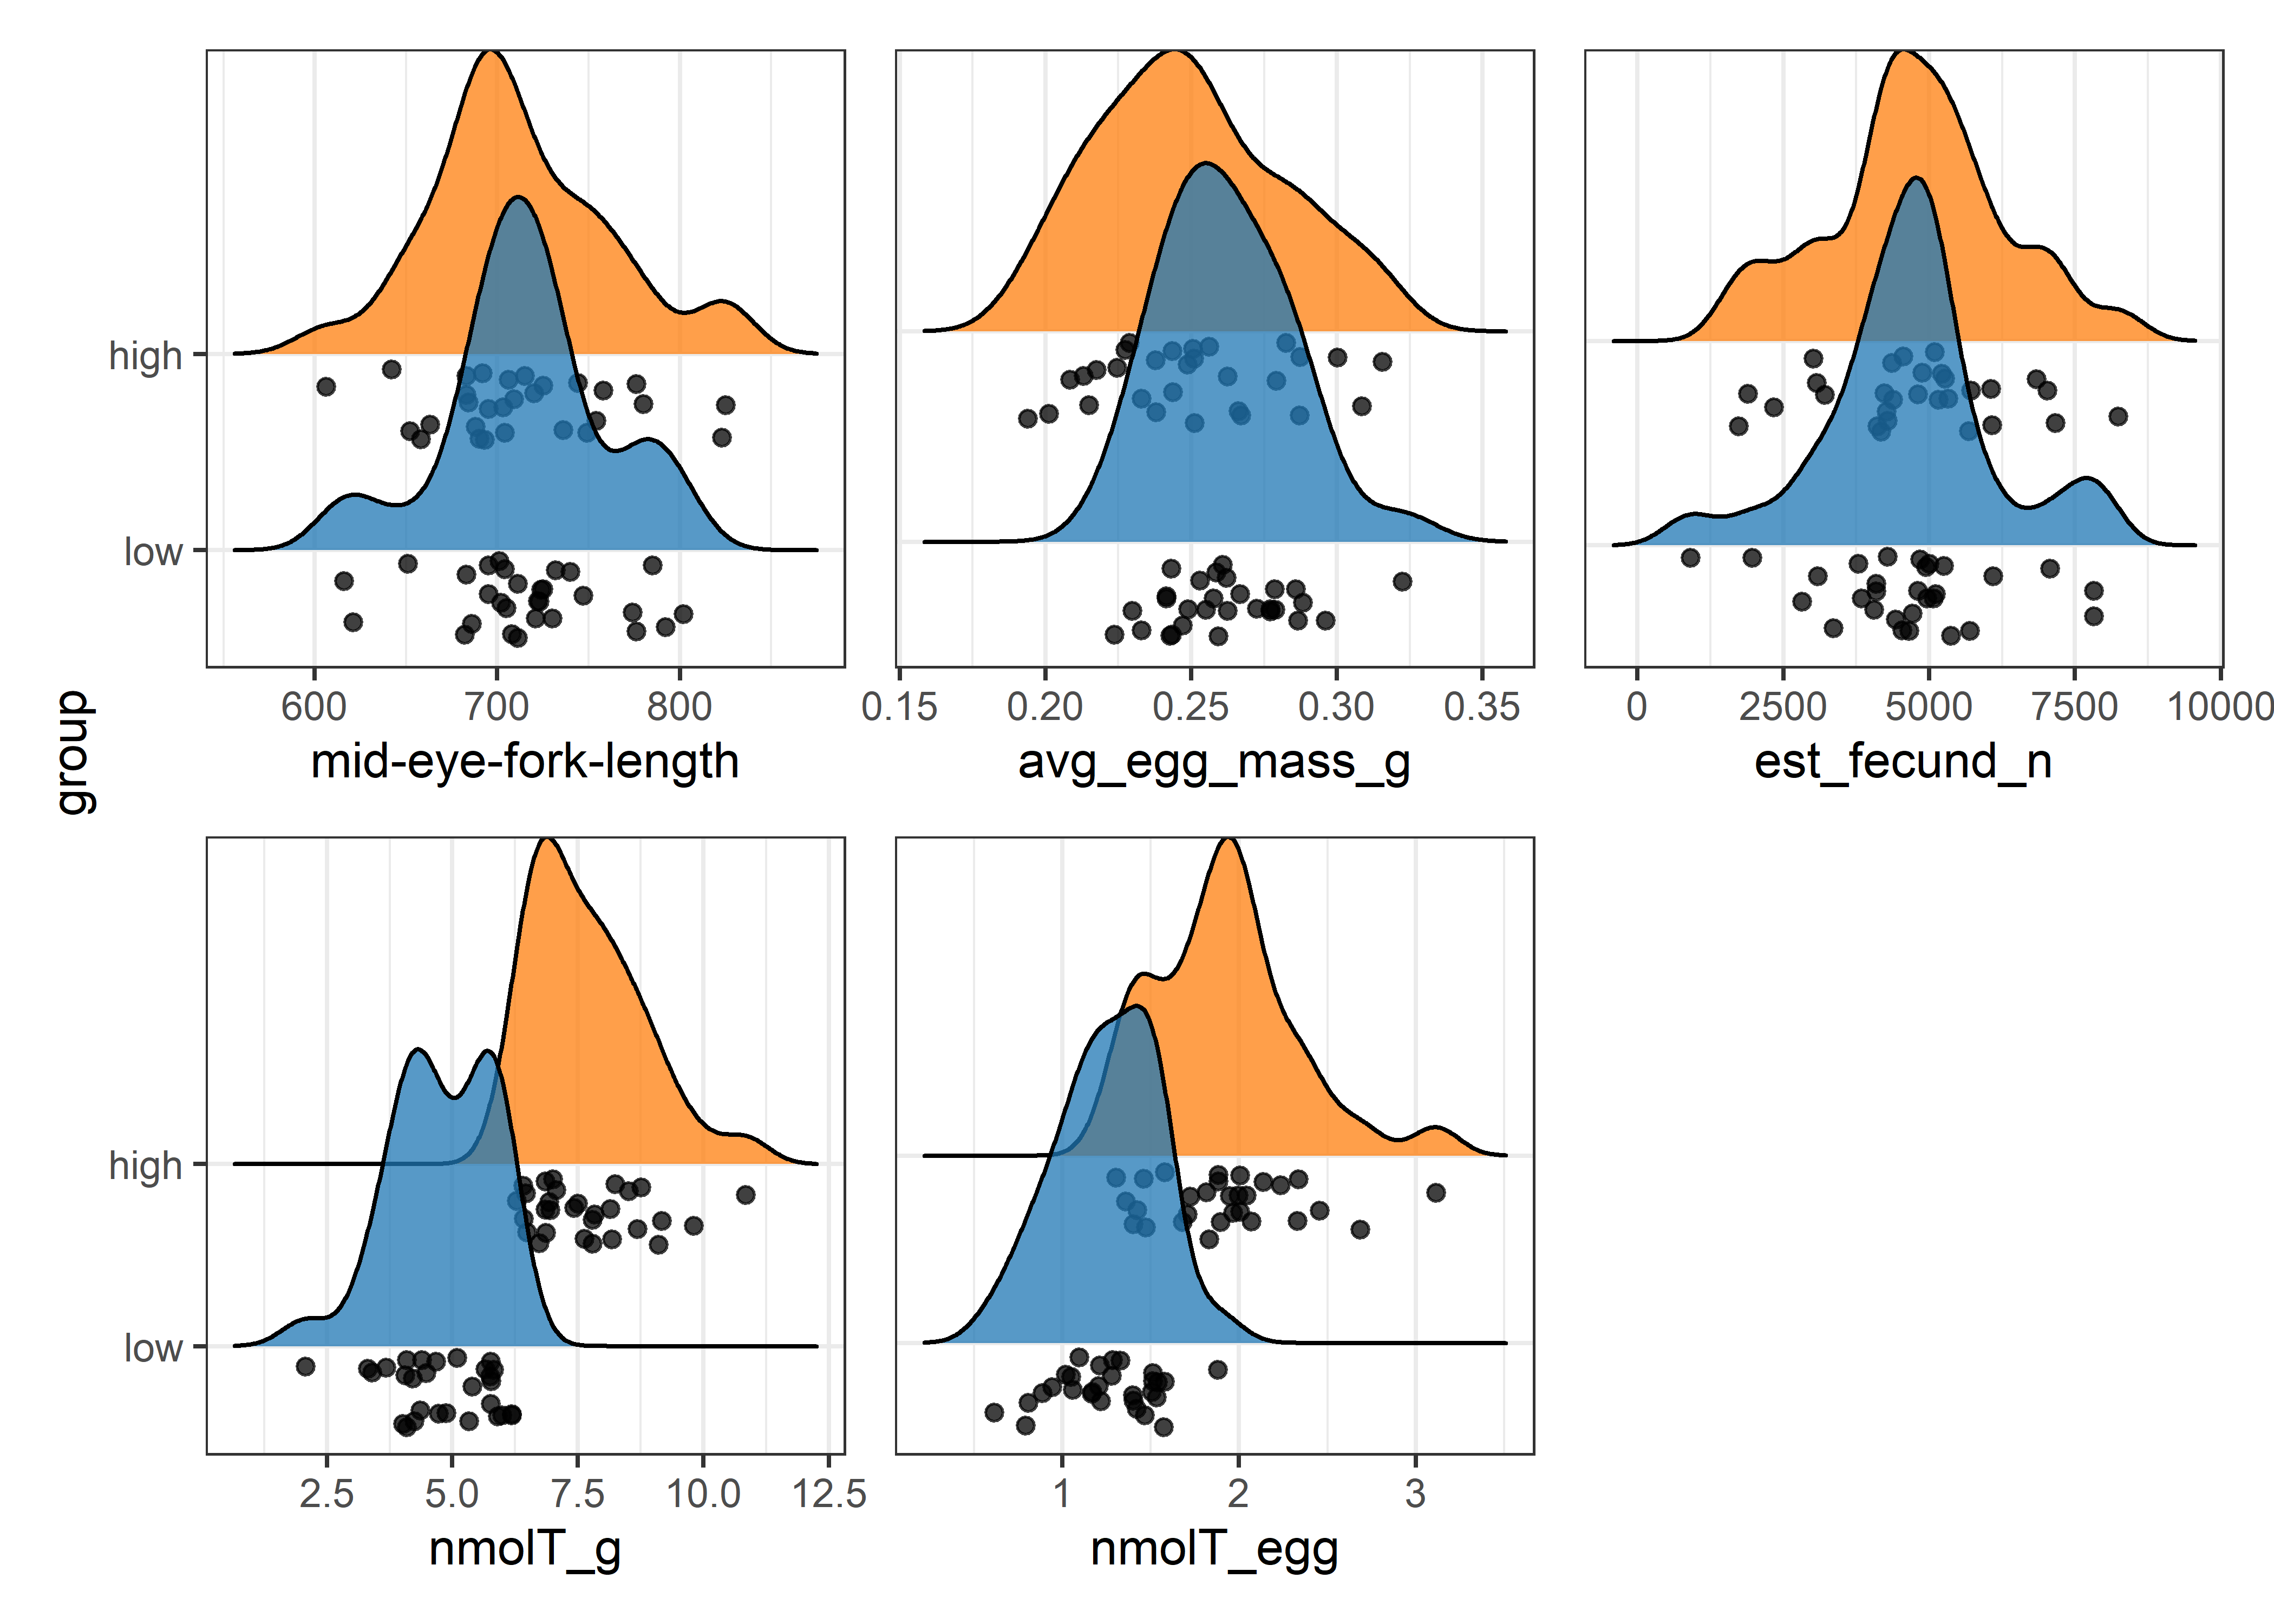 high
low
600 700 800
0.15 0.20 0.25 0.30 0.35
0 2500 5000 7500 10000
mid-eye-fork-length
avg_egg_mass_g
est_fecund_n
group
high
low
2.5 5.0 7.5 10.0 12.5
1 2 3
nmolT_g
nmolT_egg